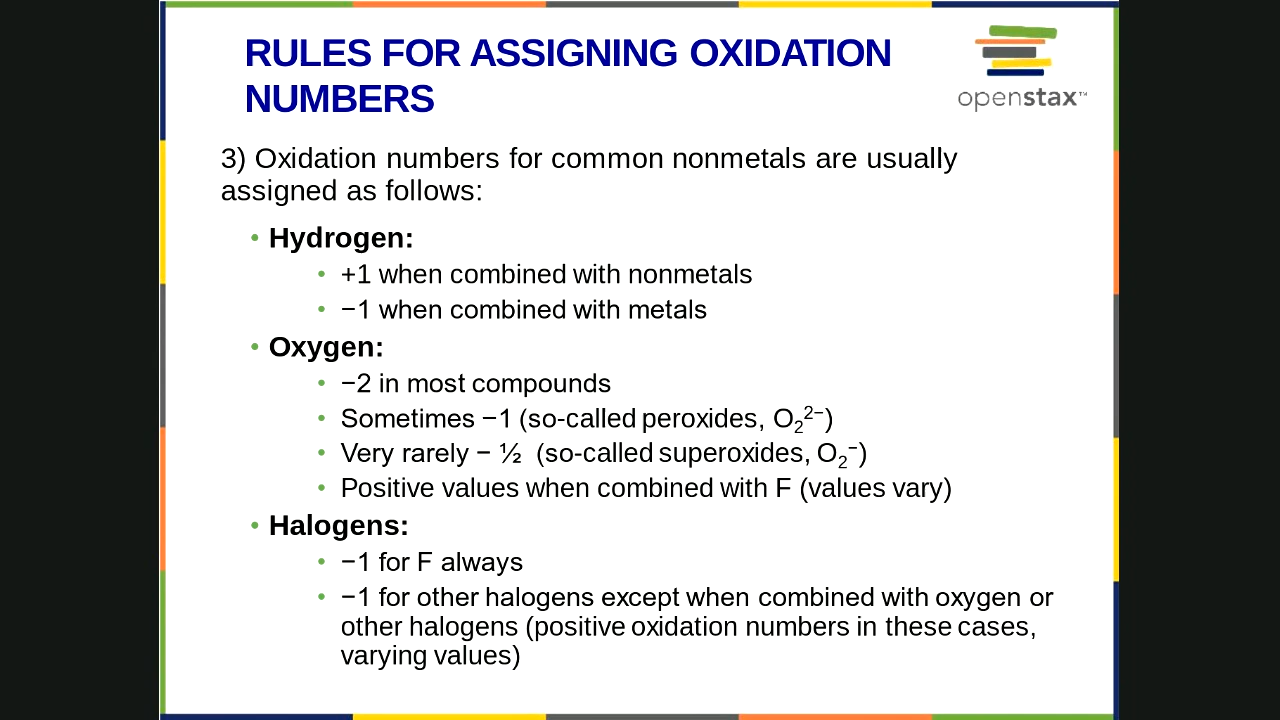 RULES FOR ASSIGNING OXIDATION
NUMBERS
openstax™
3) Oxidation numbers for common nonmetals are usually
assigned as follows:
• Hydrogen:
• +1 when combined with nonmetals
• −1 when combined with metals
• Oxygen:
• −2 in most compounds
• Sometimes −1 (so-called peroxides, O₂²⁻)
• Very rarely − ½ (so-called superoxides, O₂⁻)
• Positive values when combined with F (values vary)
• Halogens:
• −1 for F always
• −1 for other halogens except when combined with oxygen or
other halogens (positive oxidation numbers in these cases,
varying values)